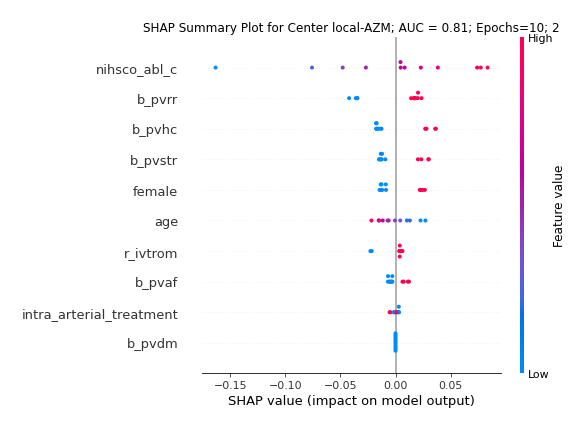 SHAP Summary Plot for Center local-AZM; AUC = 0.81; Epochs=10; 2
High
nihsco_abl_c
b_pvrr
b_pvhc
b_pvstr
female
age
r_ivtrom
b_pvaf
intra_arterial_treatment
b_pvdm
Feature value
Low
−0.15 −0.10 −0.05 0.00 0.05
SHAP value (impact on model output)